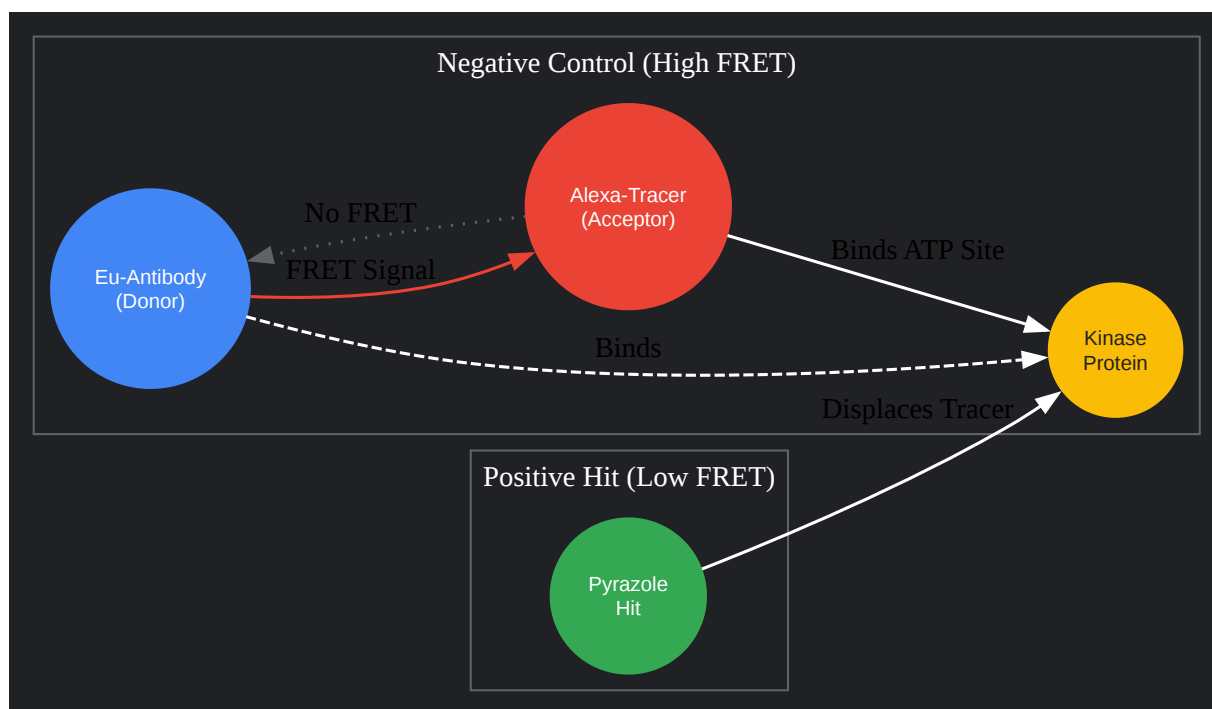 Negative Control (High FRET)
Alexa-Tracer
(Acceptor)
No FRET
FRET Signal
Eu-Antibody
(Donor)
Binds ATP Site
Binds
Kinase
Protein
Displaces Tracer
Positive Hit (Low FRET)
Pyrazole
Hit